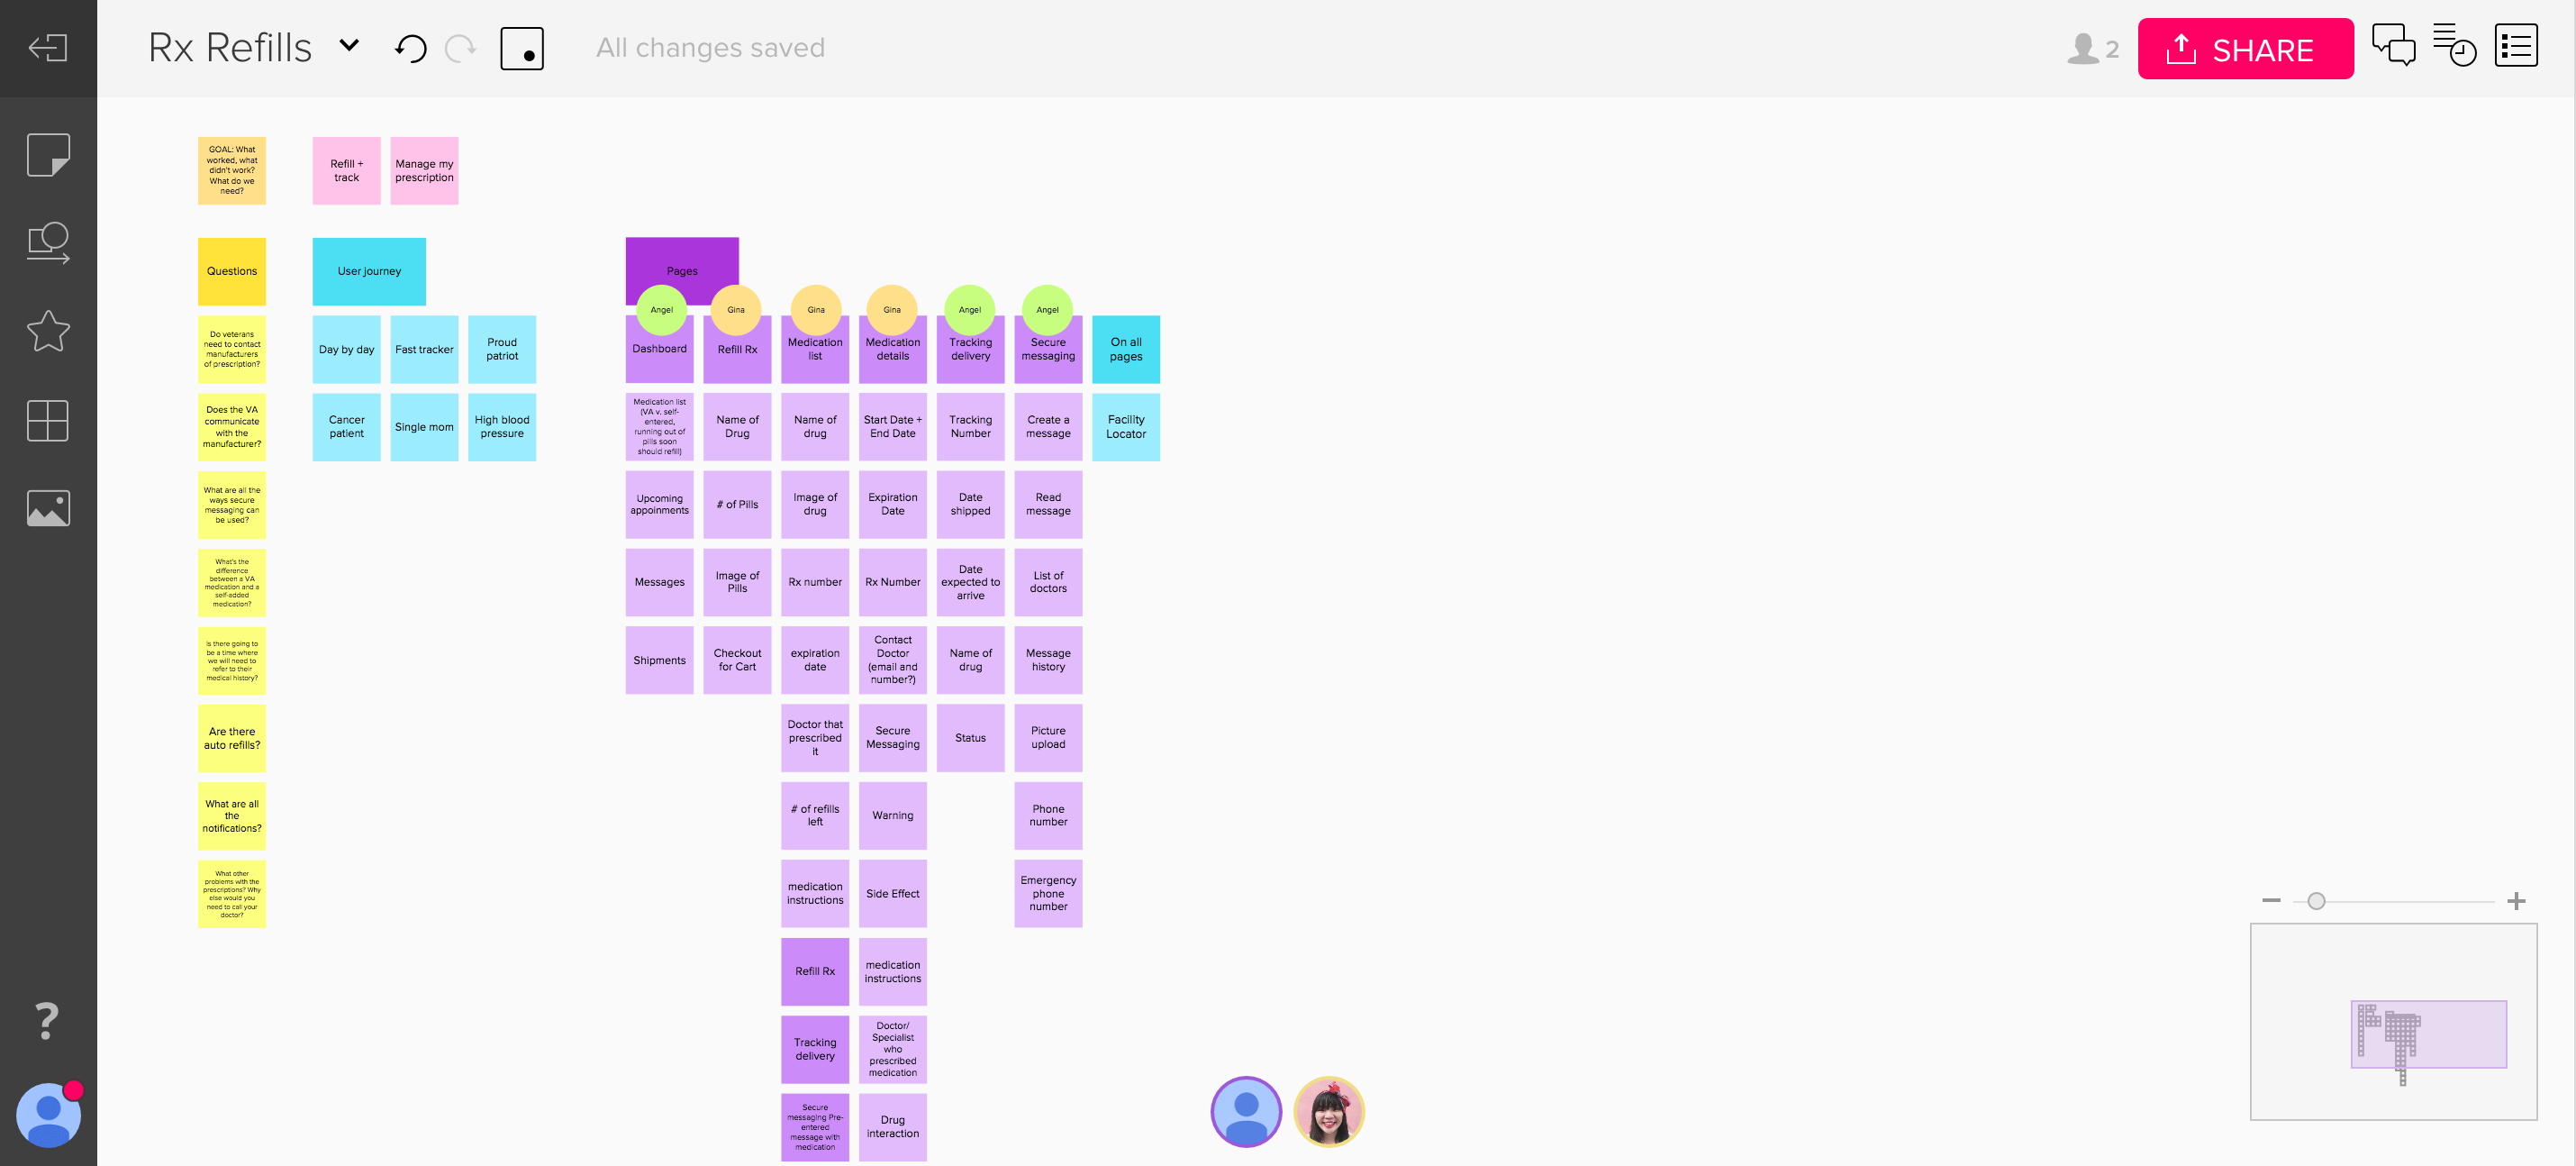 Rx Refills
All changes saved
2
SHARE
GOAL: What
worked, what
didn't work?
What do we
need?
Refill +
track
Manage my
prescription
Questions
User journey
Pages
Do veterans
need to contact
manufacturers
of prescription?
Does the VA
communicate
with the
manufacturer?
What are all the
ways secure
messaging can
be used?
What's the
difference
between a VA
medication and a
self-added
medication?
Is there going to
be a time where
we will need to
refer to their
medical history?
Are there
auto refills?
What are all
the
notifications?
What other
problems with the
prescriptions? Why
else would you
need to call your
doctor?
Day by day
Fast tracker
Proud
patriot
Cancer
patient
Single mom
High blood
pressure
Angel
Dashboard
Medication list
(VA v. self-
entered,
running out of
pills soon
should refill)
Upcoming
appoinments
Messages
Shipments
Gina
Refill Rx
Name of
Drug
# of Pills
Image of
Pills
Checkout
for Cart
Gina
Medication
list
Name of
drug
Image of
drug
Rx number
expiration
date
Doctor that
prescribed
it
# of refills
left
medication
instructions
Refill Rx
Tracking
delivery
Secure
messaging Pre-
entered
message with
medication
Gina
Medication
details
Start Date +
End Date
Expiration
Date
Rx Number
Contact
Doctor
(email and
number?)
Secure
Messaging
Warning
Side Effect
medication
instructions
Doctor/
Specialist
who
prescribed
medication
Drug
interaction
Angel
Tracking
delivery
Tracking
Number
Date
shipped
Date
expected to
arrive
Name of
drug
Status
Angel
Secure
messaging
Create a
message
Read
message
List of
doctors
Message
history
Picture
upload
Phone
number
Emergency
phone
number
On all
pages
Facility
Locator
?